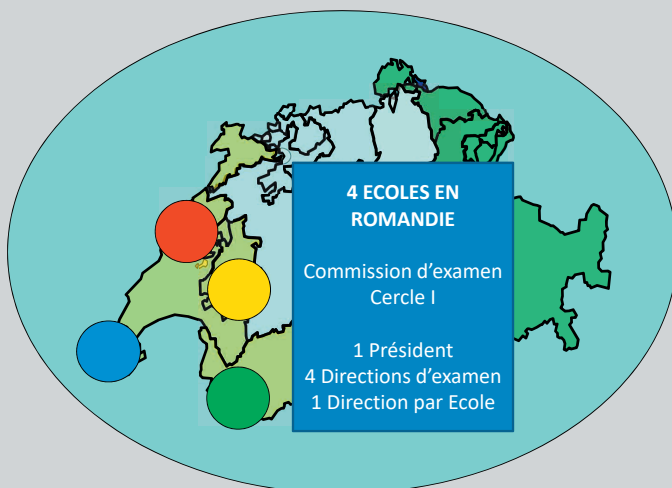 4 ECOLES EN
ROMANDIE
Commission d'examen
Cercle I
1 Président
4 Directions d'examen
1 Direction par Ecole